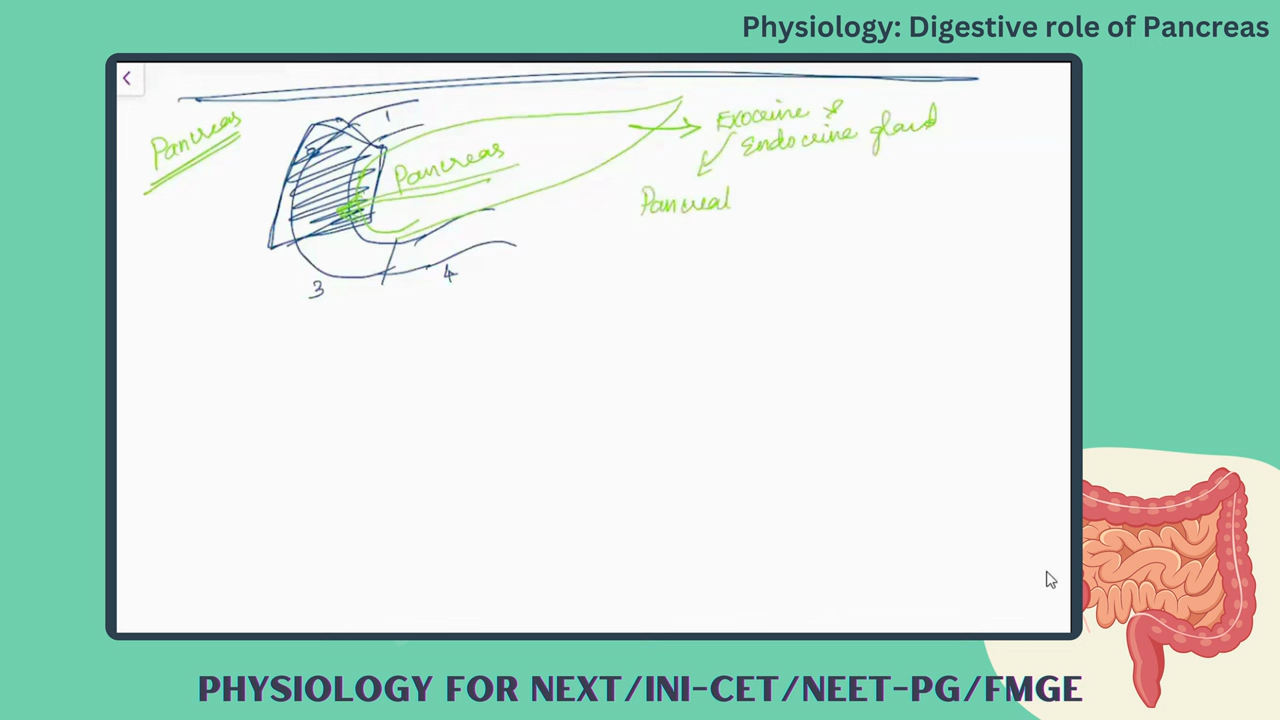 Physiology: Digestive role of Pancreas
Pancreas
1
2
Pancreas
3
4
Exocrine &
Endocrine gland
Pancreal
PHYSIOLOGY FOR NEXT/INI-CET/NEET-PG/FMGE